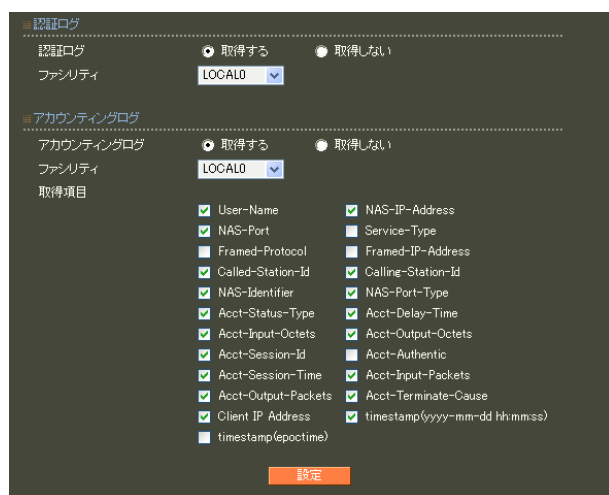 認証ログ
認証ログ 取得する 取得しない
ファシリティ LOCAL0
アカウンティングログ
アカウンティングログ 取得する 取得しない
ファシリティ LOCAL0
取得項目
User-Name NAS-IP-Address
NAS-Port Service-Type
Framed-Protocol Framed-IP-Address
Called-Station-Id Calling-Station-Id
NAS-Identifier NAS-Port-Type
Acct-Status-Type Acct-Delay-Time
Acct-Input-Octets Acct-Output-Octets
Acct-Session-Id Acct-Authentic
Acct-Session-Time Acct-Input-Packets
Acct-Output-Packets Acct-Terminate-Cause
Client IP Address timestamp(yyyy-mm-dd hh:mm:ss)
timestamp(epoctime)
設定